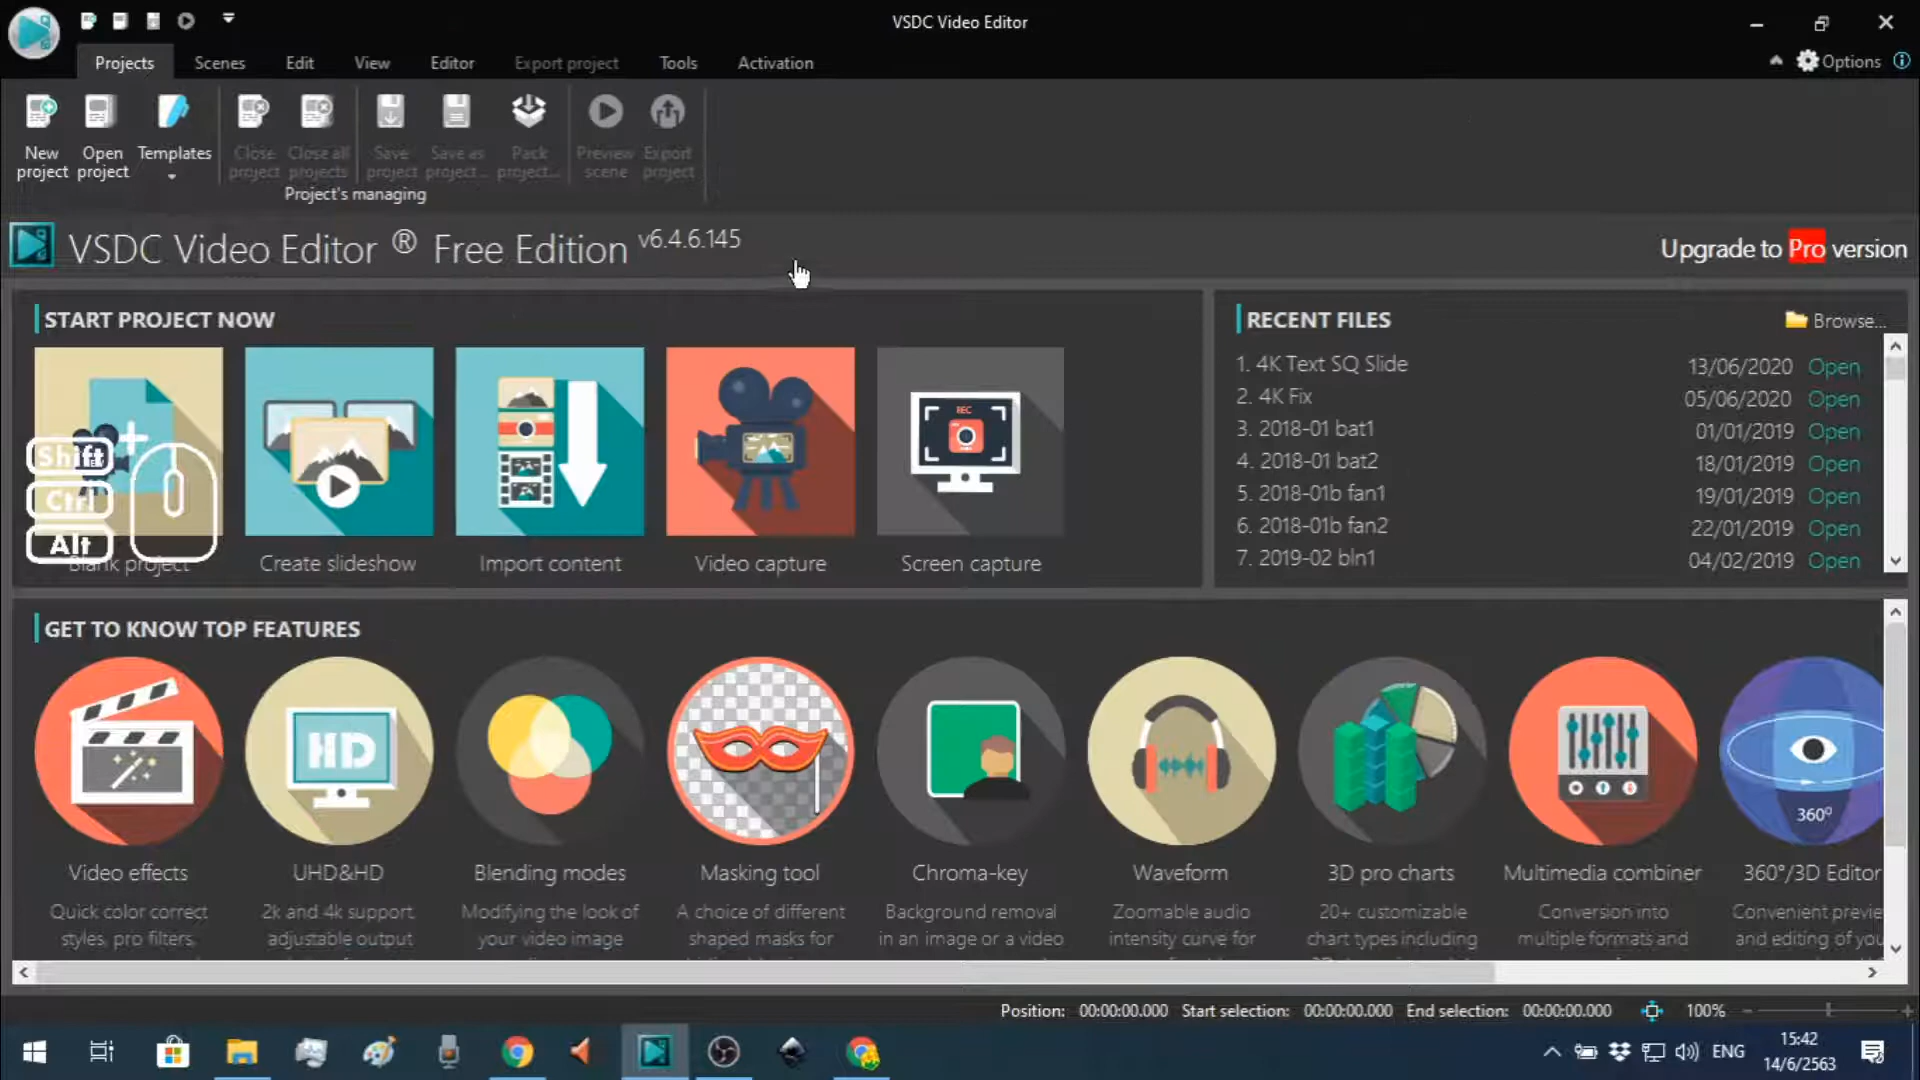 VSDC Video Editor
Projects Scenes Edit View Editor Export project Tools Activation Options
New project
Open project
Templates
Close project
Close all projects
Save project
Save as project...
Pack project...
Preview scene
Export project
Project's managing
VSDC Video Editor ® Free Edition v6.4.6.145
Upgrade to Pro version
START PROJECT NOW
Shift
Ctrl
Alt
REC
Blank project
Create slideshow
Import content
Video capture
Screen capture
RECENT FILES
Browse...
1. 4K Text SQ Slide 13/06/2020 Open
2. 4K Fix 05/06/2020 Open
3. 2018-01 bat1 01/01/2019 Open
4. 2018-01 bat2 18/01/2019 Open
5. 2018-01b fan1 19/01/2019 Open
6. 2018-01b fan2 22/01/2019 Open
7. 2019-02 bln1 04/02/2019 Open
GET TO KNOW TOP FEATURES
HD
360°
Video effects
Quick color correct
styles, pro filters,
UHD&HD
2k and 4k support
adjustable output
Blending modes
Modifying the look of
your video image
Masking tool
A choice of different
shaped masks for
Chroma-key
Background removal
in an image or a video
Waveform
Zoomable audio
intensity curve for
3D pro charts
20+ customizable
chart types including
Multimedia combiner
Conversion into
multiple formats and
360°/3D Editor
Convenient previe
and editing of you
Position: 00:00:00.000 Start selection: 00:00:00.000 End selection: 00:00:00.000 100%
ENG
15:42
14/6/2563